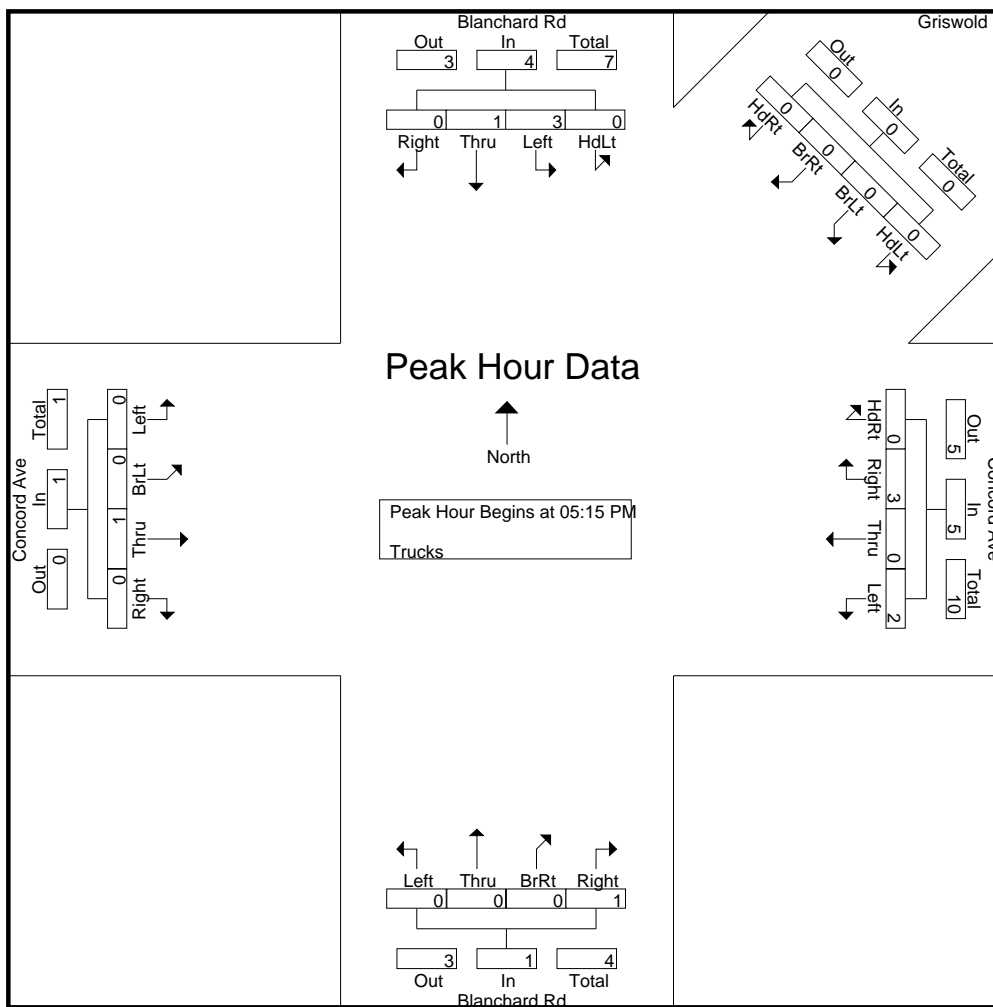 Blanchard Rd
Out In Total
3 4 7
0 1 3 0
Right Thru Left HdLt
Griswold
Out
0
In
0
Total
0
0
HdRt
0
BrRt
0
BrLt
0
HdLt
Peak Hour Data
North
Peak Hour Begins at 05:15 PM
Trucks
Concord Ave
Total
1
In
1
Out
0
0
Left
0
BrLt
1
Thru
0
Right
HdRt
0
Right
3
Thru
0
Left
2
Out
5
In
5
Total
10
Concord Ave
Left Thru BrRt Right
0 0 0 1
3 1 4
Out In Total
Blanchard Rd